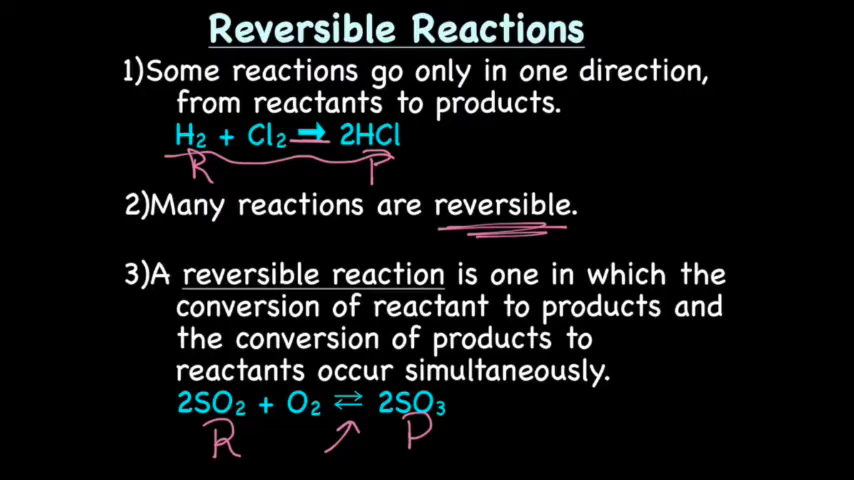 Reversible Reactions
1)Some reactions go only in one direction,
from reactants to products.
H₂ + Cl₂ → 2HCl
R P
2)Many reactions are reversible.
3)A reversible reaction is one in which the
conversion of reactant to products and
the conversion of products to
reactants occur simultaneously.
2SO₂ + O₂ ⇄ 2SO₃
R P